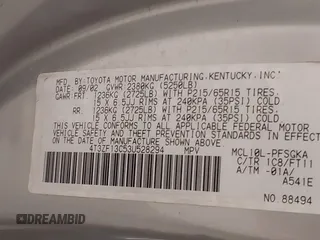 MFD. BY: TOYOTA MOTOR MANUFACTURING, KENTUCKY, INC.
09/02 GVWR 2380KG (5250LB)
GAWR FRT 1236KG (2725LB) WITH P215/65R15 TIRES,
15 X 6.5JJ RIMS AT 240KPA (35PSI) COLD
RR 1236KG (2725LB) WITH P215/65R15 TIRES,
15 X 6.5JJ RIMS AT 240KPA (35PSI) COLD
THIS VEHICLE CONFORMS TO ALL APPLICABLE FEDERAL MOTOR
VEHICLE SAFETY AND THEFT PREVENTION STANDARDS IN
EFFECT ON THE DATE OF MANUFACTURE SHOWN ABOVE.
4T3ZF13C53U528294 MPV
MCL10L-PFSGKA
C/TR 1C8/FT11
A/TM -01A/
A541E
NO 88494
DREAMBID